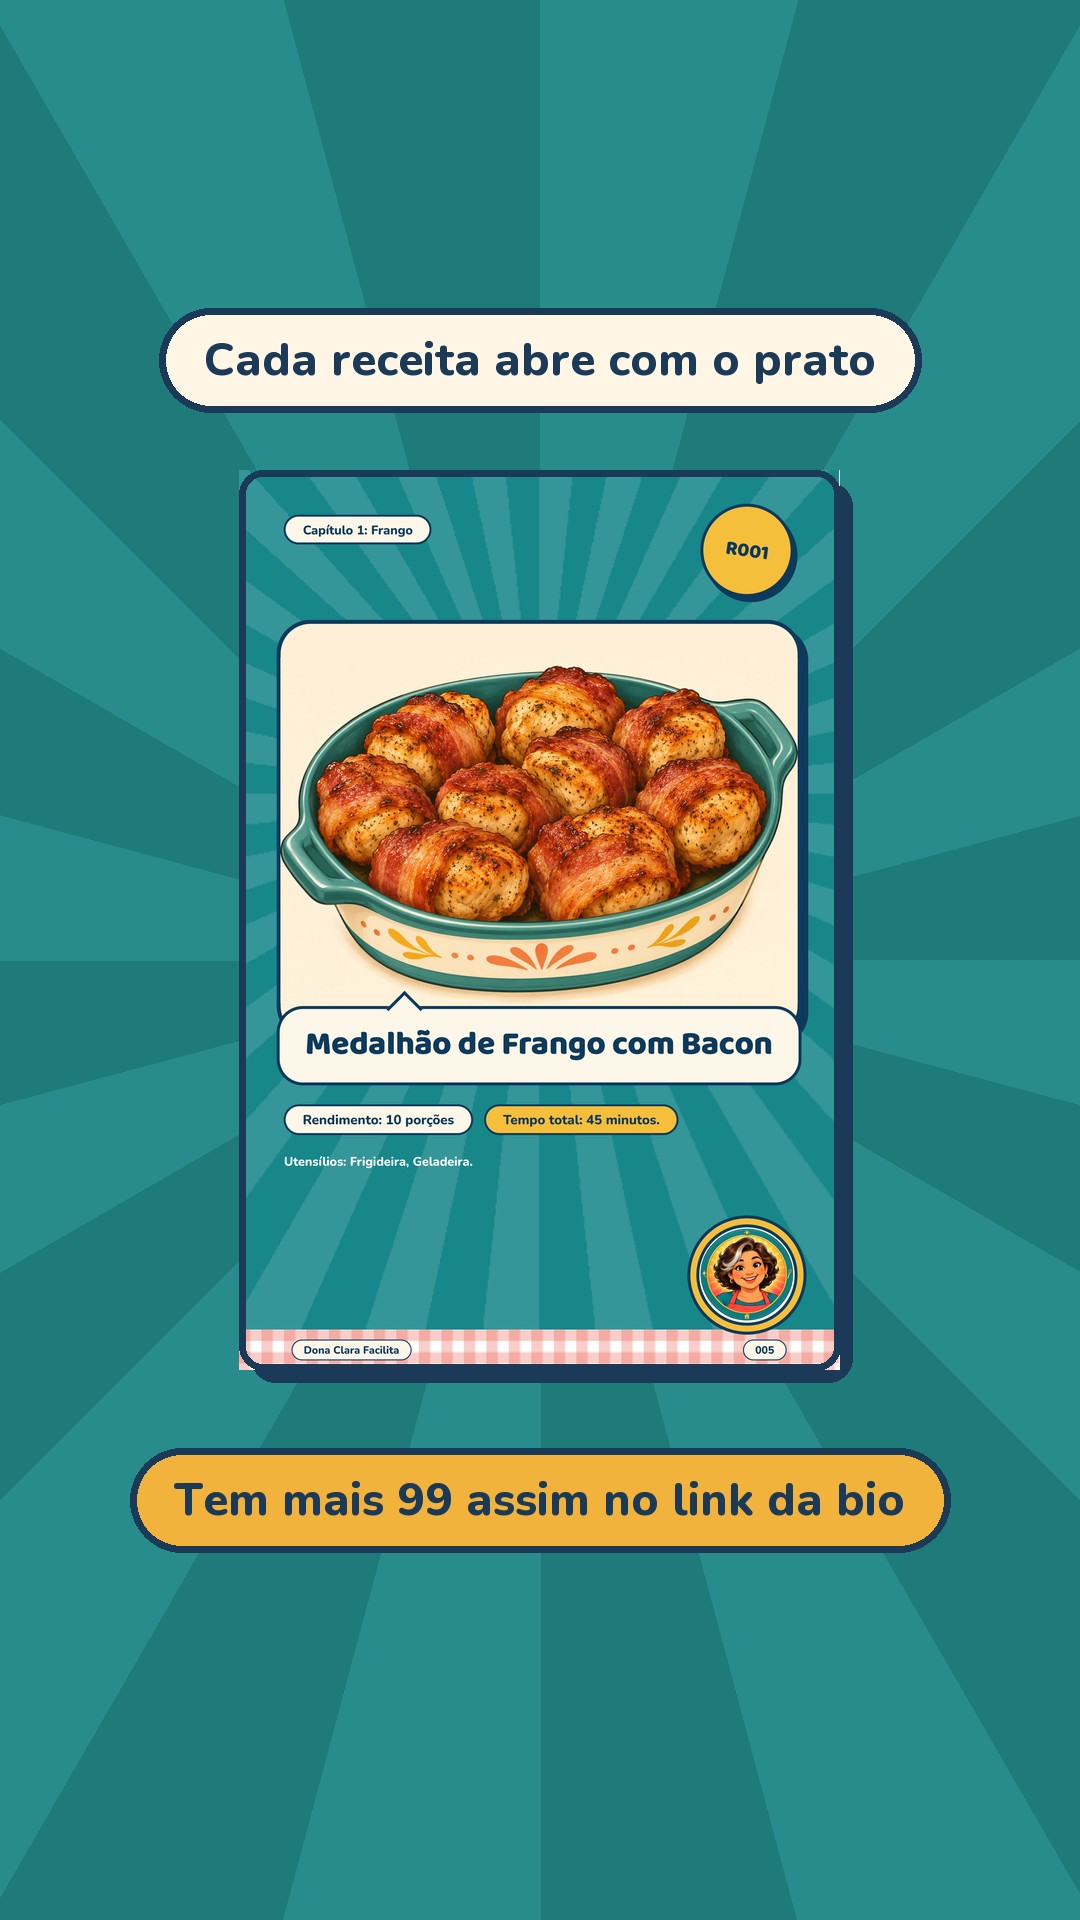 Cada receita abre com o prato
Capítulo 1: Frango
R001
Medalhão de Frango com Bacon
Rendimento: 10 porções
Tempo total: 45 minutos.
Utensílios: Frigideira, Geladeira.
Dona Clara Facilita
005
Tem mais 99 assim no link da bio